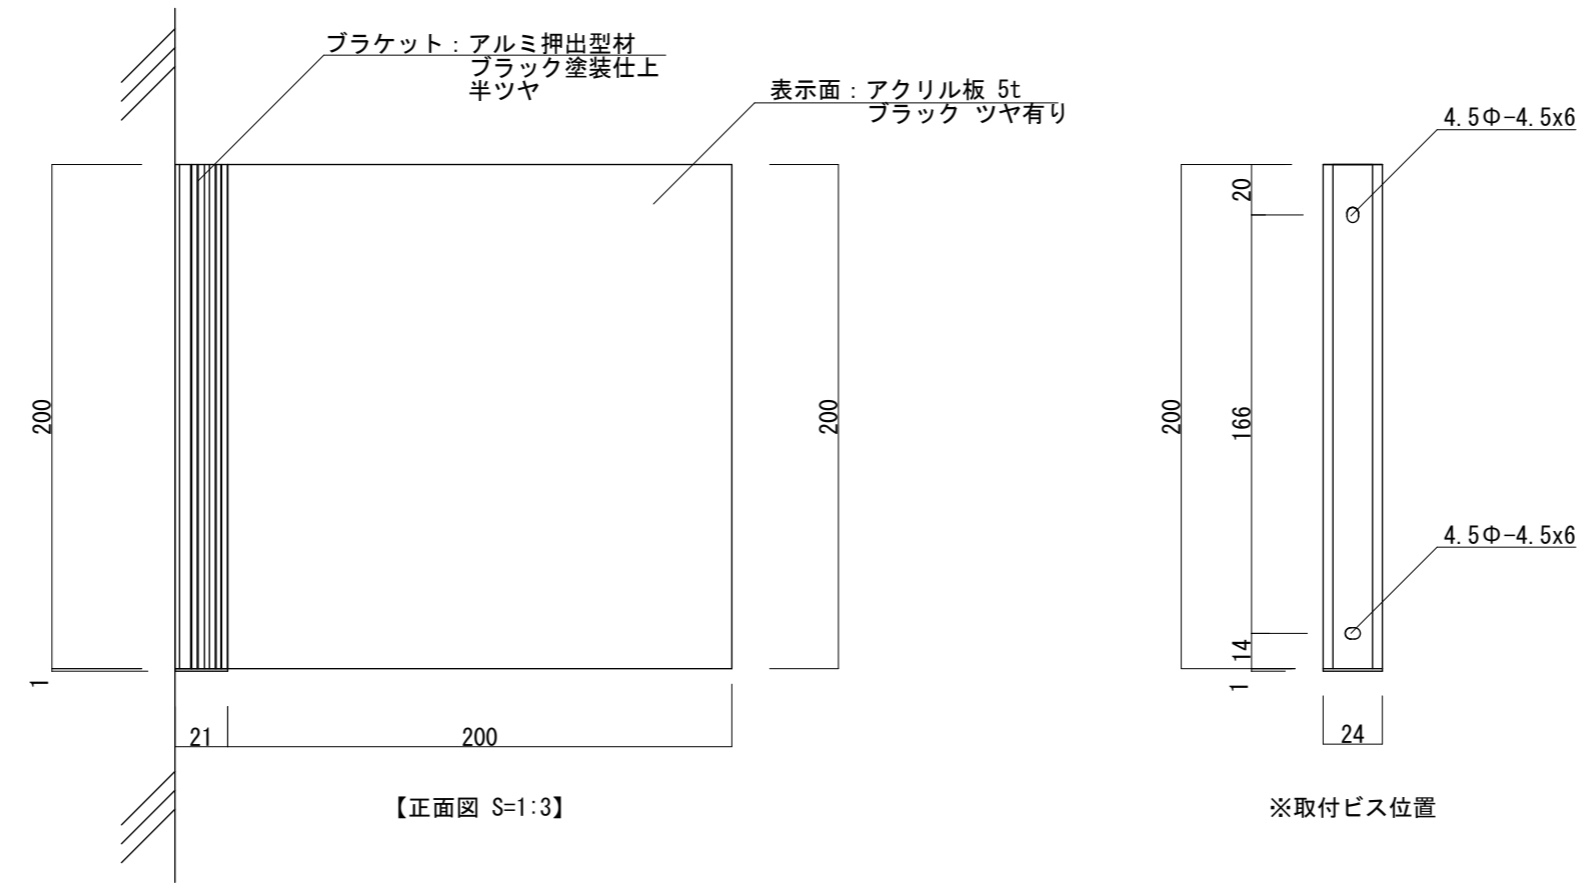 ブラケット：アルミ押出型材
ブラック塗装仕上
半ツヤ
表示面：アクリル板 5t
ブラック ツヤ有り
4.5Φ-4.5x6
20
200
200
200
166
4.5Φ-4.5x6
14
1
1
21
200
24
【正面図 S=1:3】
※取付ビス位置